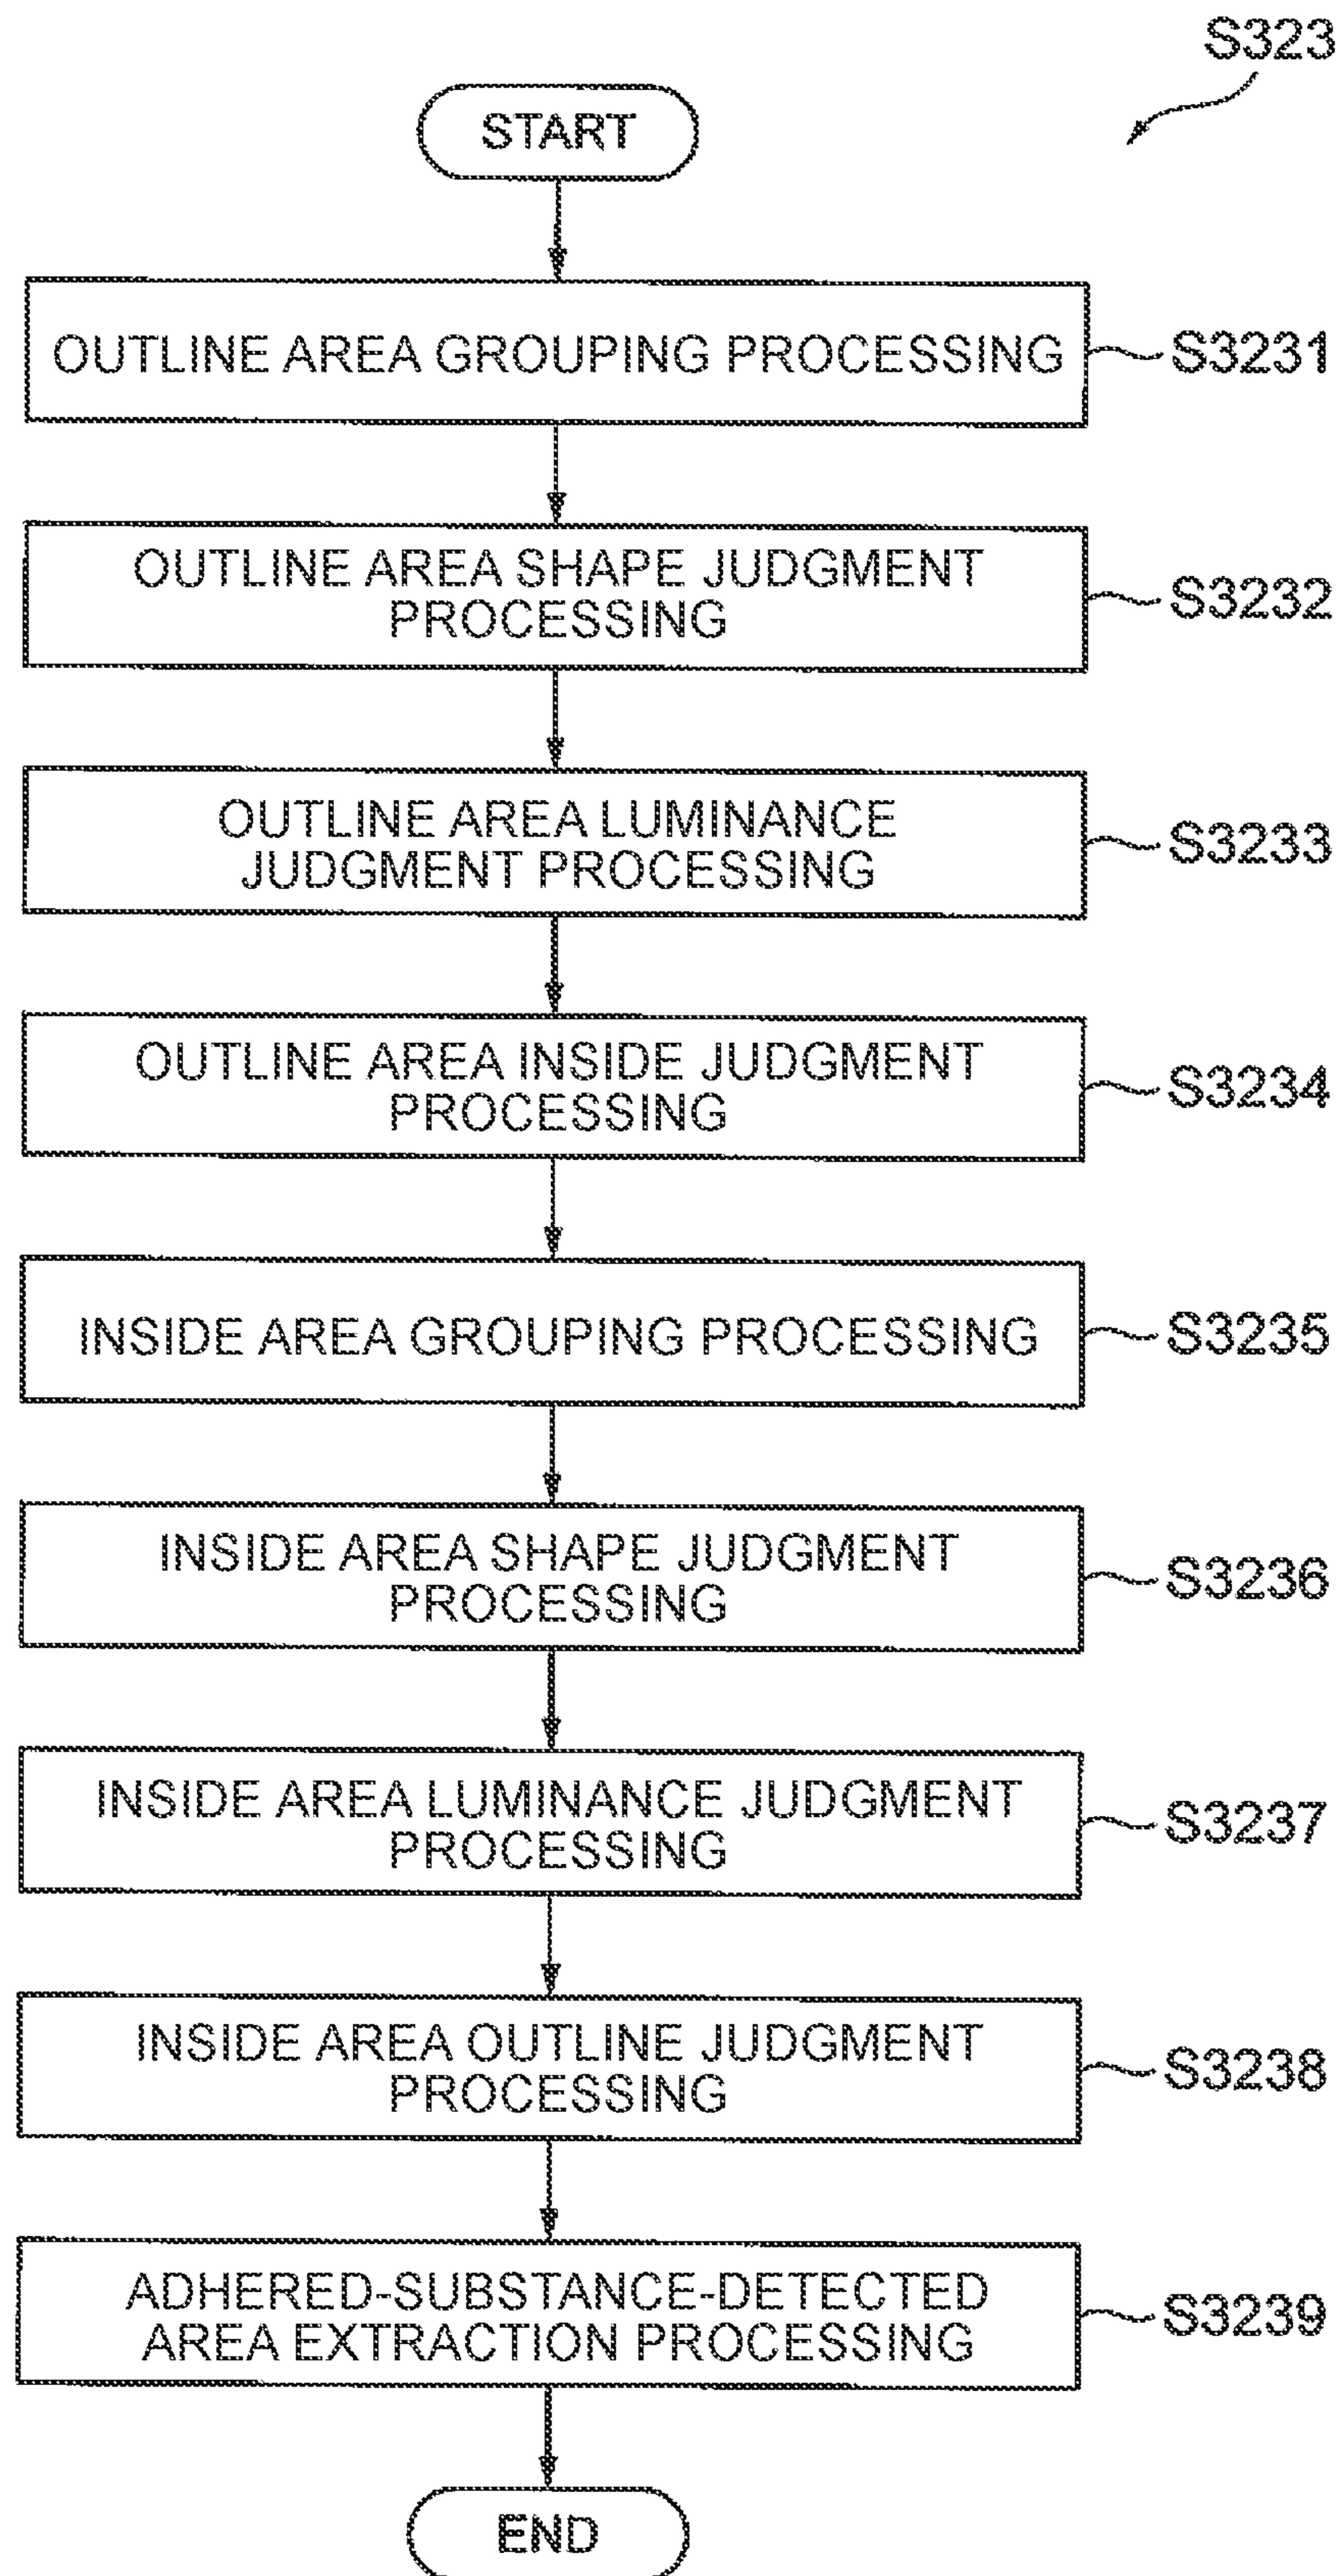 S323
START
OUTLINE AREA GROUPING PROCESSING
S3231
OUTLINE AREA SHAPE JUDGMENT
PROCESSING
S3232
OUTLINE AREA LUMINANCE
JUDGMENT PROCESSING
S3233
OUTLINE AREA INSIDE JUDGMENT
PROCESSING
S3234
INSIDE AREA GROUPING PROCESSING
S3235
INSIDE AREA SHAPE JUDGMENT
PROCESSING
S3236
INSIDE AREA LUMINANCE JUDGMENT
PROCESSING
S3237
INSIDE AREA OUTLINE JUDGMENT
PROCESSING
S3238
ADHERED-SUBSTANCE-DETECTED
AREA EXTRACTION PROCESSING
S3239
END